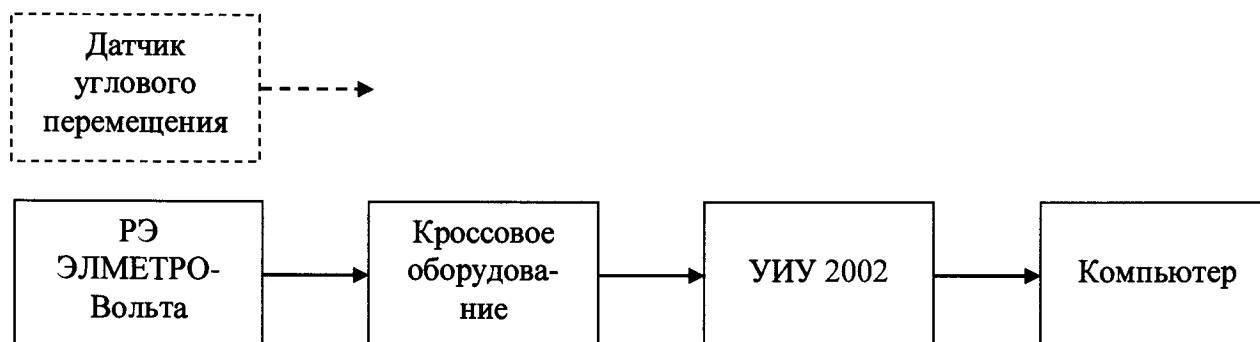 Датчик
углового
перемещения
РЭ
ЭЛМЕТРО-
Вольта
Кроссовое
оборудова-
ние
УИУ 2002
Компьютер